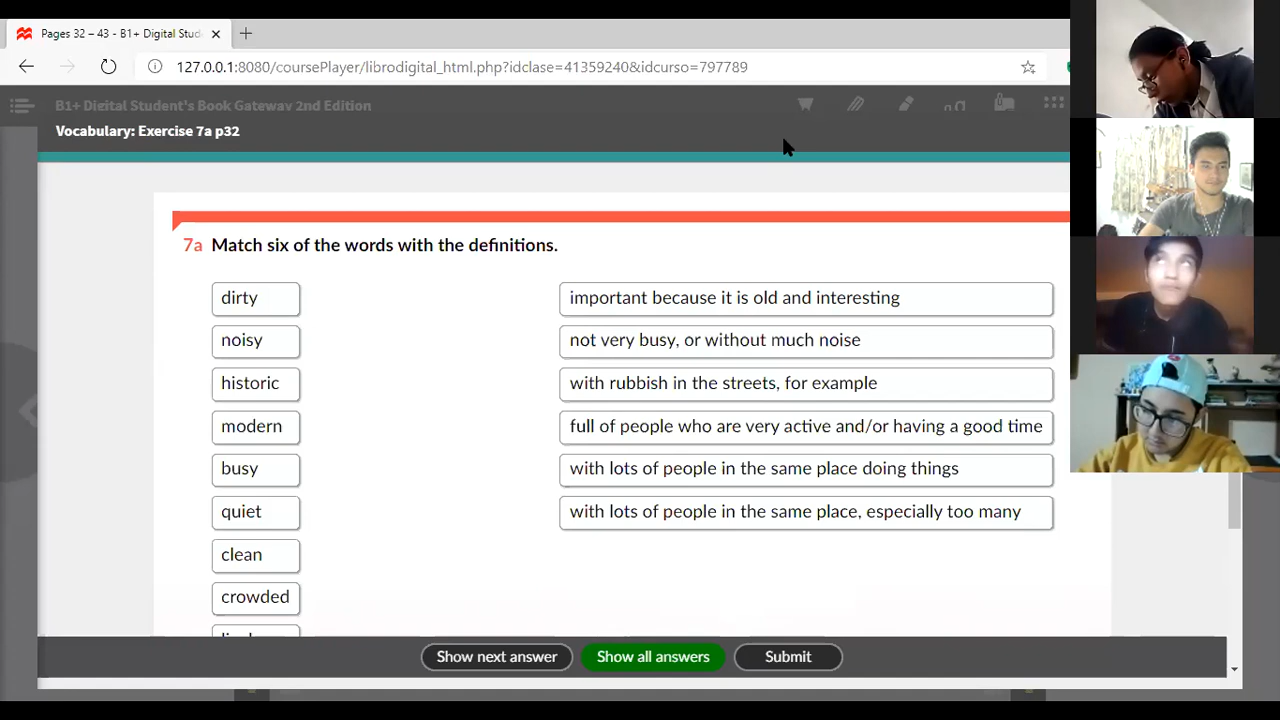 Pages 32 – 43 - B1+ Digital Stud
127.0.0.1:8080/coursePlayer/librodigital_html.php?idclase=41359240&idcurso=797789
B1+ Digital Student's Book Gateway 2nd Edition
Vocabulary: Exercise 7a p32
7a Match six of the words with the definitions.
dirty
important because it is old and interesting
noisy
not very busy, or without much noise
historic
with rubbish in the streets, for example
modern
full of people who are very active and/or having a good time
busy
with lots of people in the same place doing things
quiet
with lots of people in the same place, especially too many
clean
crowded
Show next answer
Show all answers
Submit